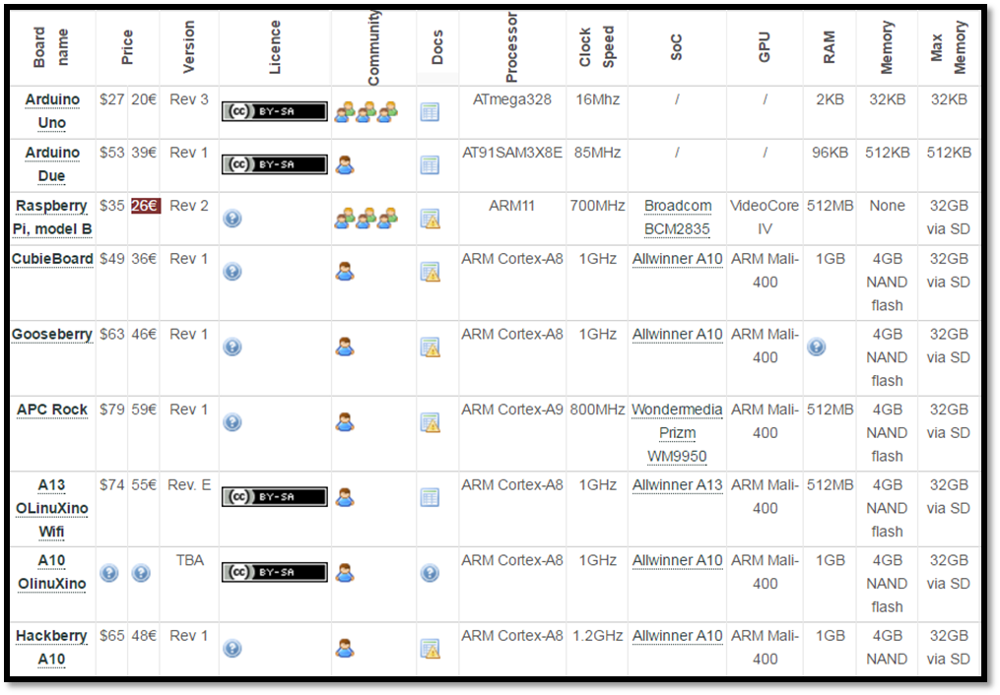 Board name Price Version Licence Community Docs Processor Clock Speed SoC GPU RAM Memory Max Memory
Arduino $27 20€ Rev 3 ATmega328 16Mhz / / 2KB 32KB 32KB
Uno (cc) BY-SA
Arduino $53 39€ Rev 1 AT91SAM3X8E 85MHz / / 96KB 512KB 512KB
Due (cc) BY-SA
Raspberry $35 26€ Rev 2 ARM11 700MHz Broadcom VideoCore 512MB None 32GB
Pi, model B ? BCM2835 IV via SD
CubieBoard $49 36€ Rev 1 ARM Cortex-A8 1GHz Allwinner A10 ARM Mali- 1GB 4GB 32GB
? 400 NAND via SD
flash
Gooseberry $63 46€ Rev 1 ARM Cortex-A8 1GHz Allwinner A10 ARM Mali- ? 4GB 32GB
? 400 NAND via SD
flash
APC Rock $79 59€ Rev 1 ARM Cortex-A9 800MHz Wondermedia ARM Mali- 512MB 4GB 32GB
? Prizm 400 NAND via SD
WM9950 flash
A13 $74 55€ Rev. E ARM Cortex-A8 1GHz Allwinner A13 ARM Mali- 512MB 4GB 32GB
OLinuXino (cc) BY-SA 400 NAND via SD
Wifi flash
A10 ? ? TBA ARM Cortex-A8 1GHz Allwinner A10 ARM Mali- 1GB 4GB 32GB
OlinuXino (cc) BY-SA ? 400 NAND via SD
flash
Hackberry $65 48€ Rev 1 ARM Cortex-A8 1.2GHz Allwinner A10 ARM Mali- 1GB 4GB 32GB
A10 ? 400 NAND via SD